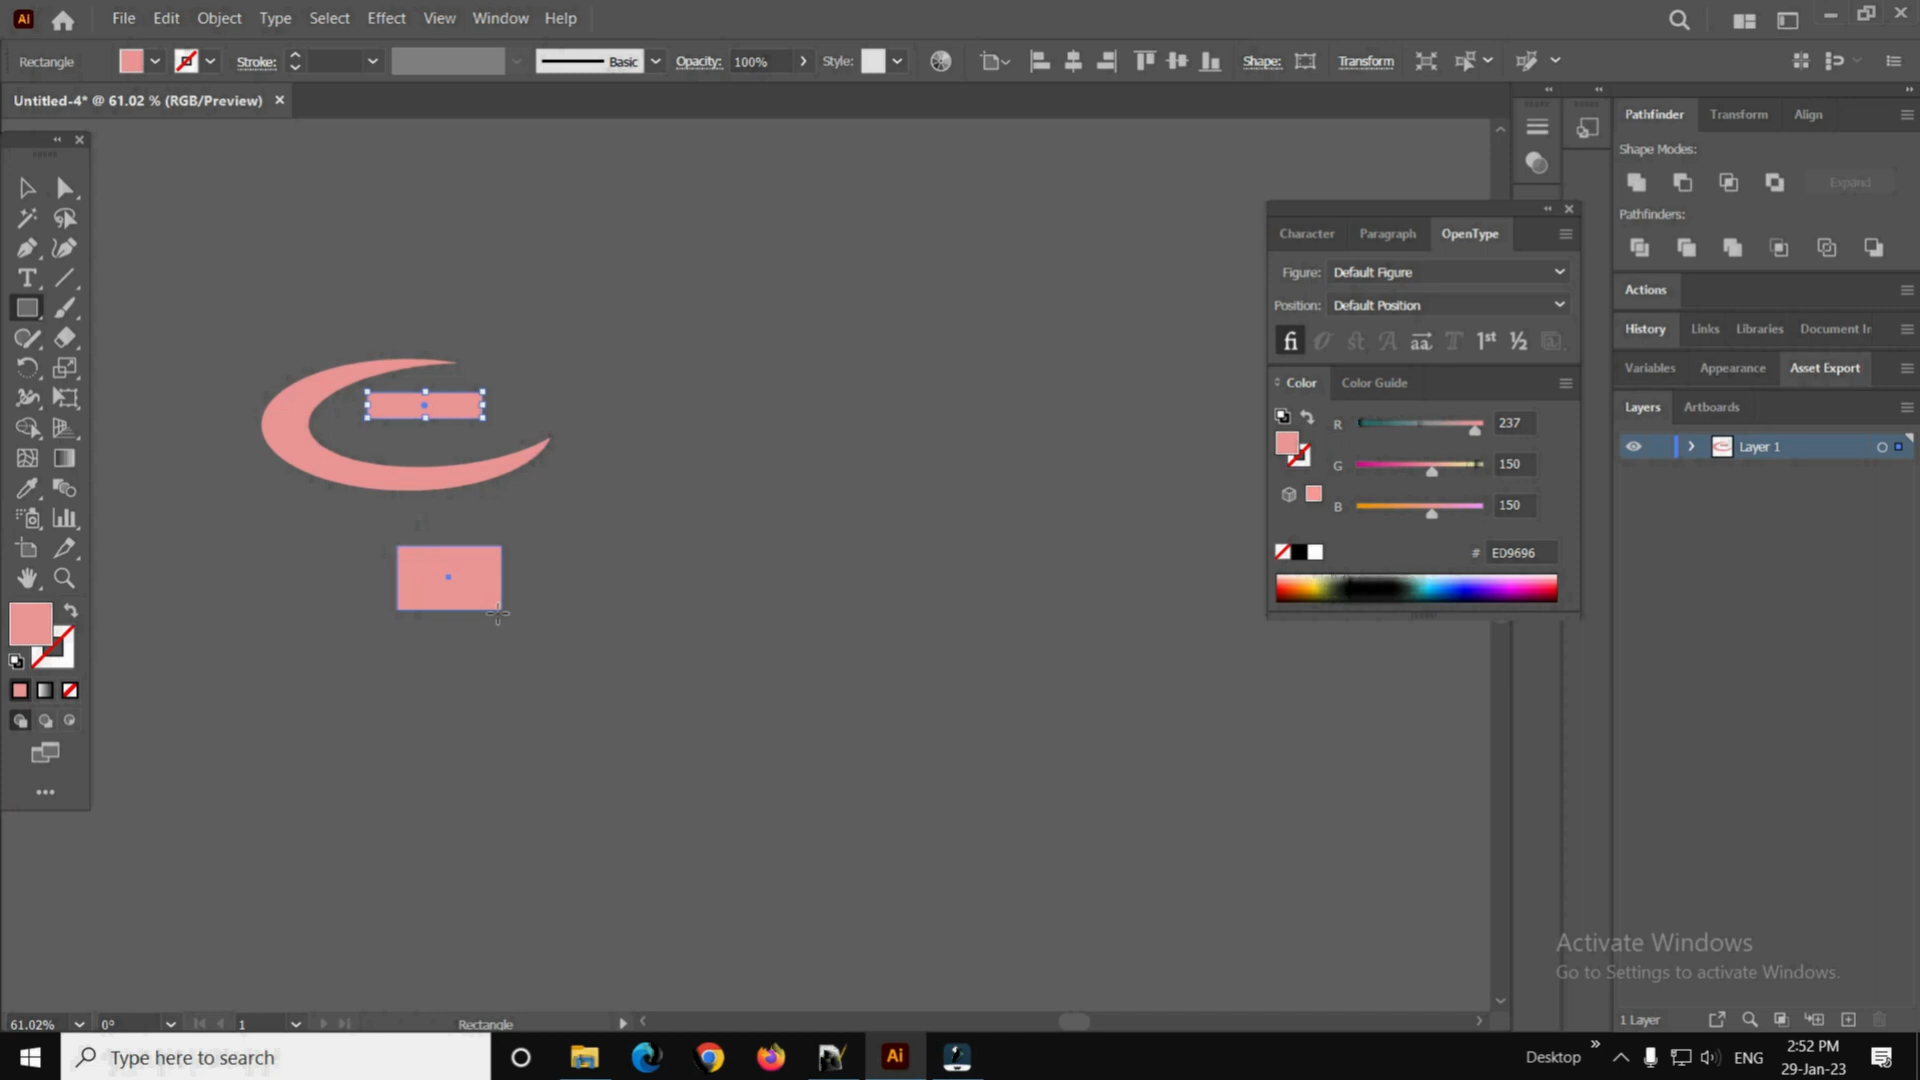 Ai File Edit Object Type Select Effect View Window Help
Rectangle Stroke: Basic Opacity: 100% Style: Shape: Transform
Untitled-4* @ 61.02 % (RGB/Preview)
Pathfinder Transform Align
Shape Modes:
Expand
Pathfinders:
Character Paragraph OpenType
Figure: Default Figure
Position: Default Position
Actions
History Links Libraries Document In
Variables Appearance Asset Export
Color Color Guide
Layers Artboards
R 237
Layer 1
G 150
B 150
# ED9696
Activate Windows
Go to Settings to activate Windows.
61.02% 0° 1 Rectangle
1 Layer
Type here to search
Ai
Desktop ENG
2:52 PM
29-Jan-23